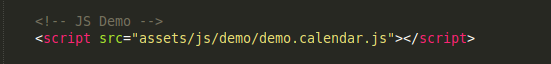 <!-- JS Demo -->
<script src="assets/js/demo/demo.calendar.js"></script>